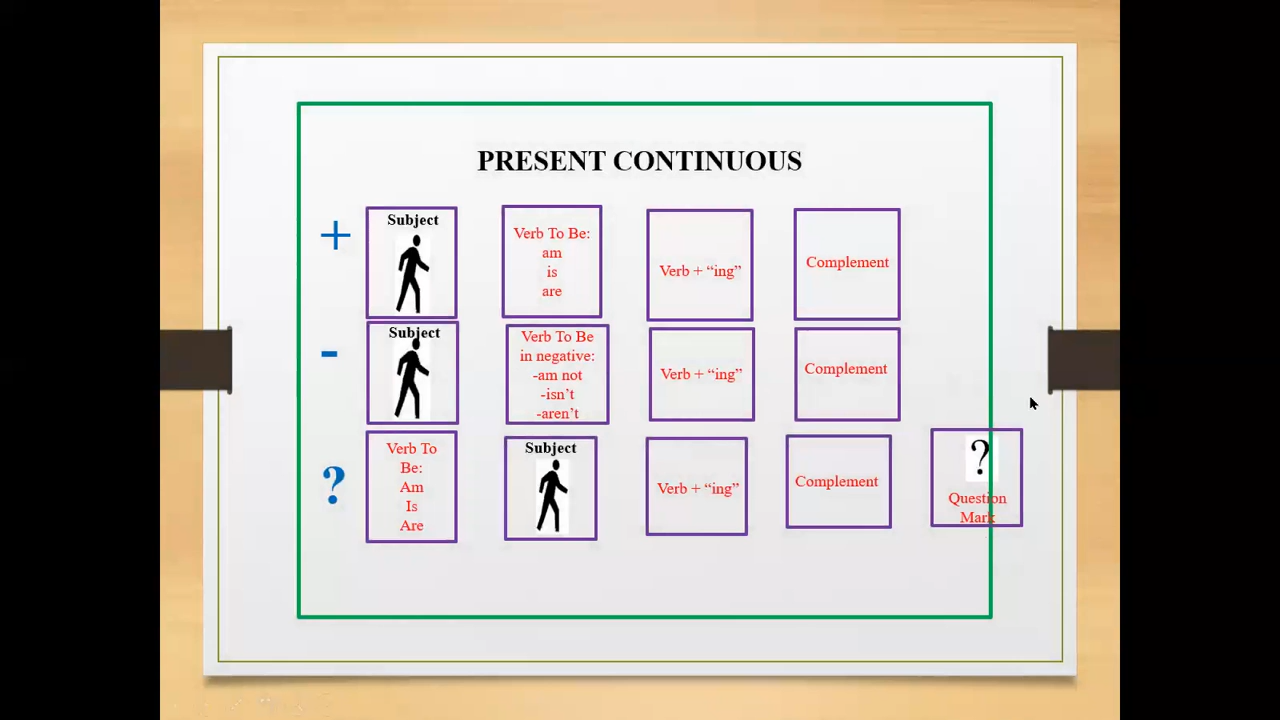 PRESENT CONTINUOUS
+
Subject
Verb To Be:
am
is
are
Verb + “ing”
Complement
-
Subject
Verb To Be
in negative:
-am not
-isn’t
-aren’t
Verb + “ing”
Complement
?
Verb To
Be:
Am
Is
Are
Subject
Verb + “ing”
Complement
?
Question
Mark